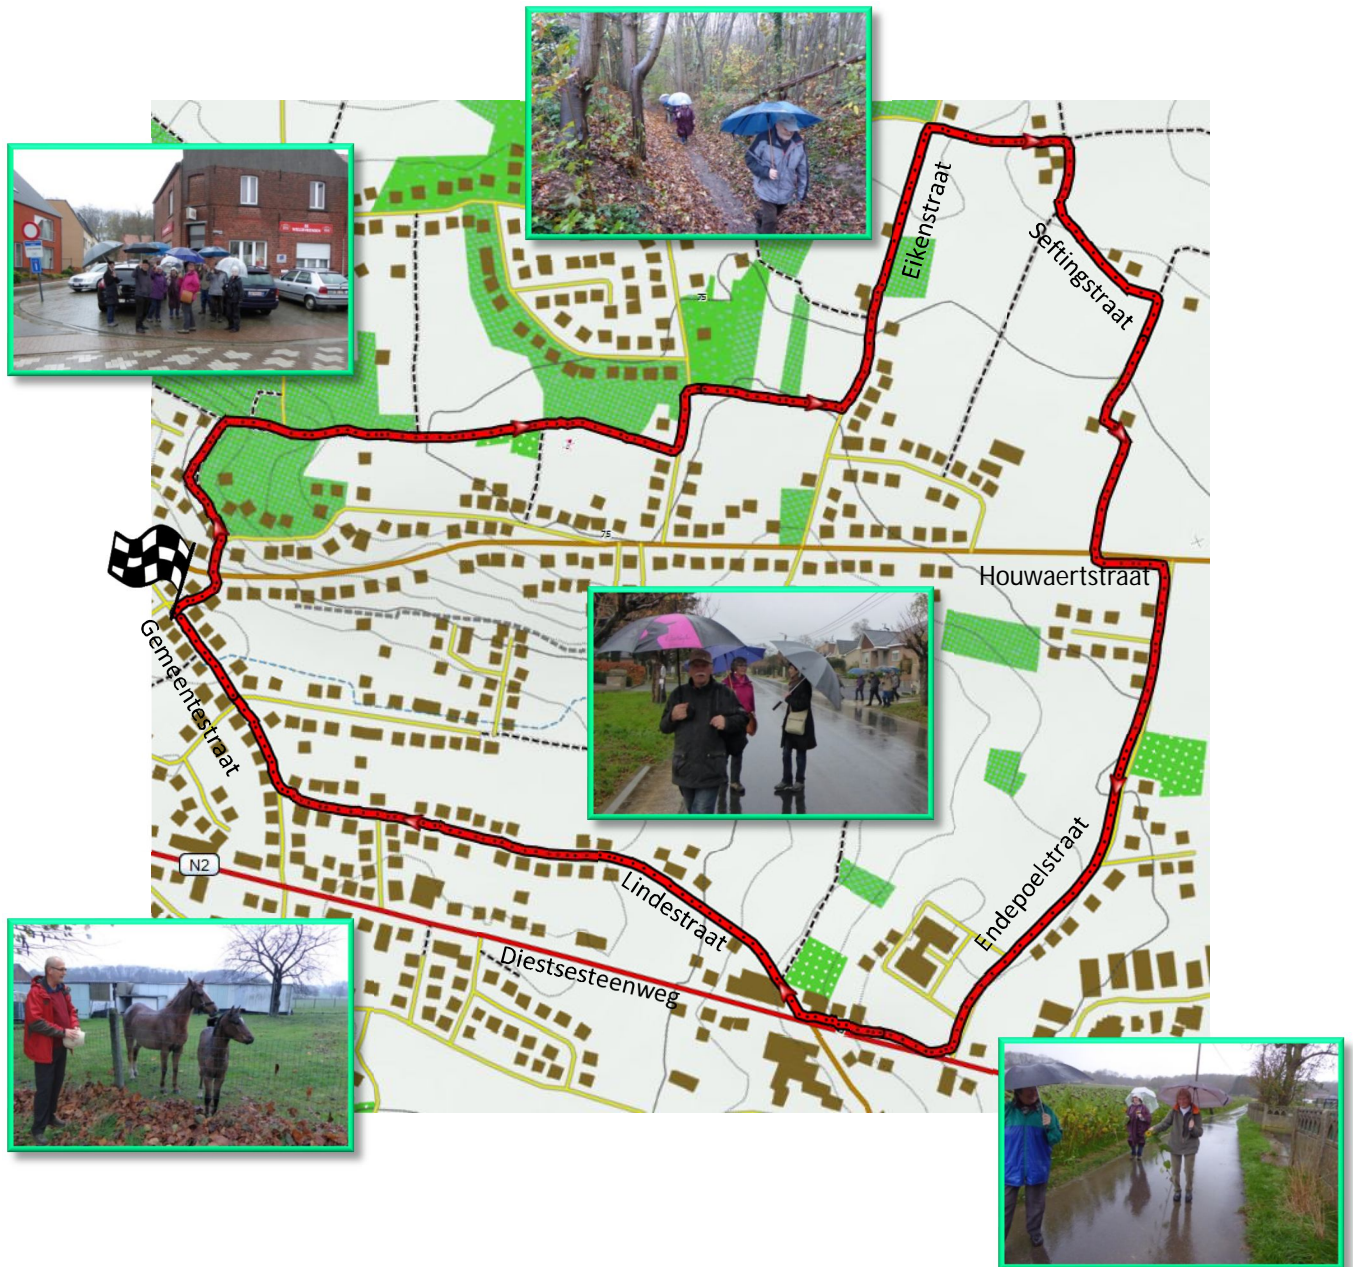 Eikenstraat
Seftingstraat
75
75
Houwaertstraat
Gemeentestraat
N2
Lindestraat
Endepoelstraat
Diestsesteenweg